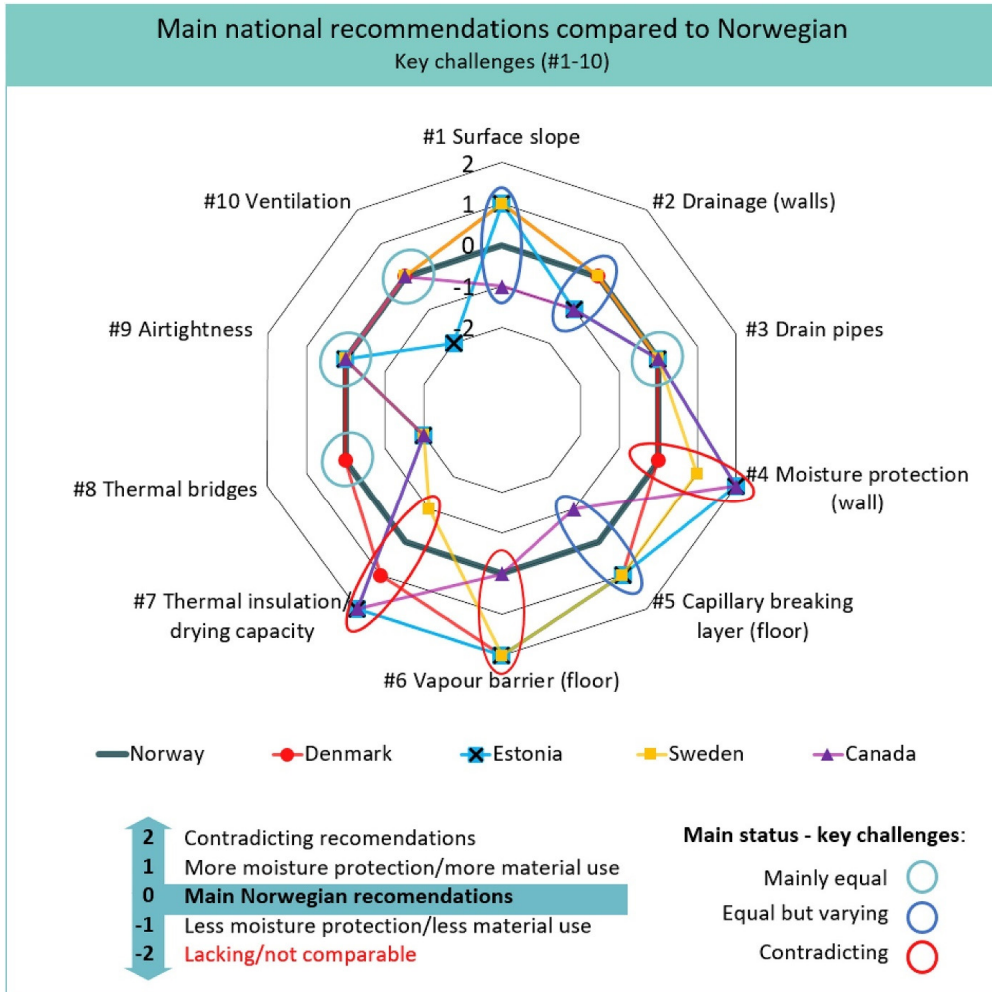 Main national recommendations compared to Norwegian
Key challenges (#1-10)
#1 Surface slope
2
#10 Ventilation
#2 Drainage (walls)
1
0
-1
#9 Airtightness
#3 Drain pipes
-2
#4 Moisture protection
(wall)
#8 Thermal bridges
#7 Thermal insulation/
drying capacity
#5 Capillary breaking
layer (floor)
#6 Vapour barrier (floor)
Norway
Denmark
Estonia
Sweden
Canada
2 Contradicting recomendations
1 More moisture protection/more material use
0 Main Norwegian recomendations
-1 Less moisture protection/less material use
-2 Lacking/not comparable
Main status - key challenges:
Mainly equal
Equal but varying
Contradicting